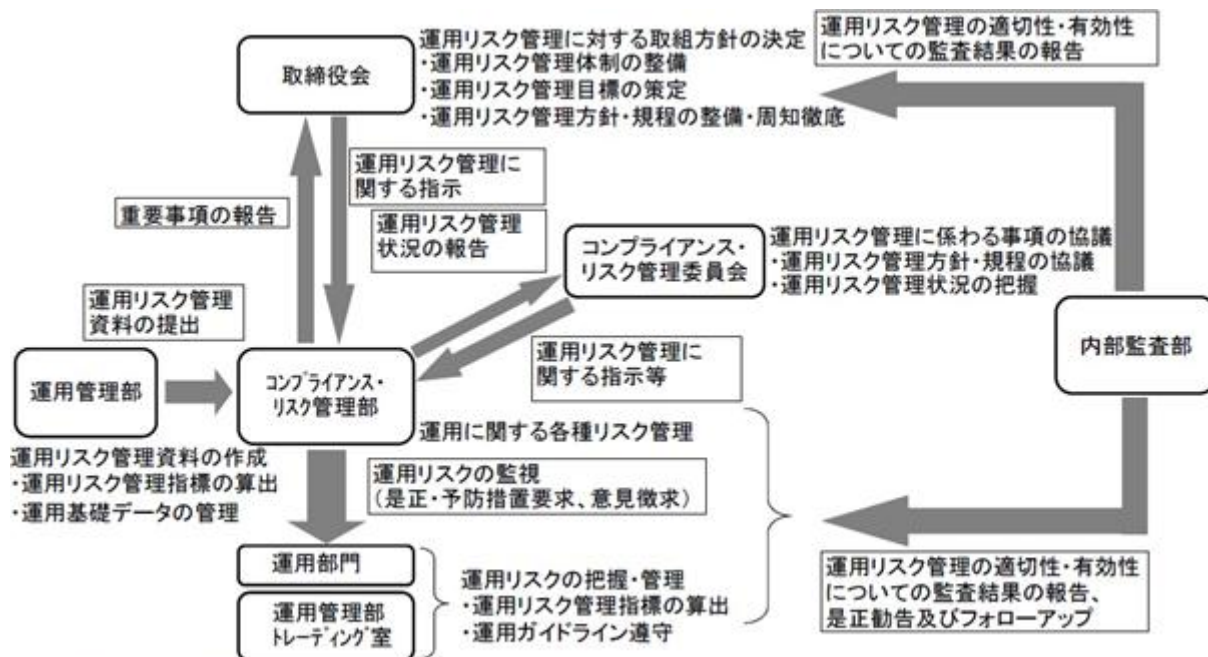 取締役会
運用リスク管理に対する取組方針の決定
・運用リスク管理体制の整備
・運用リスク管理目標の策定
・運用リスク管理方針・規程の整備・周知徹底
運用リスク管理の適切性・有効性
についての監査結果の報告
運用リスク管理に
関する指示
重要事項の報告
運用リスク管理
状況の報告
コンプライアンス・
リスク管理委員会
運用リスク管理に係わる事項の協議
・運用リスク管理方針・規程の協議
・運用リスク管理状況の把握
運用リスク管理
資料の提出
運用リスク管理に
関する指示等
内部監査部
運用管理部
コンプライアンス・
リスク管理部
運用に関する各種リスク管理
運用リスク管理資料の作成
・運用リスク管理指標の算出
・運用基礎データの管理
運用リスクの監視
(是正・予防措置要求、意見徴求)
運用部門
運用管理部
トレーディング室
運用リスクの把握・管理
・運用リスク管理指標の算出
・運用ガイドライン遵守
運用リスク管理の適切性・有効性
についての監査結果の報告、
是正勧告及びフォローアップ